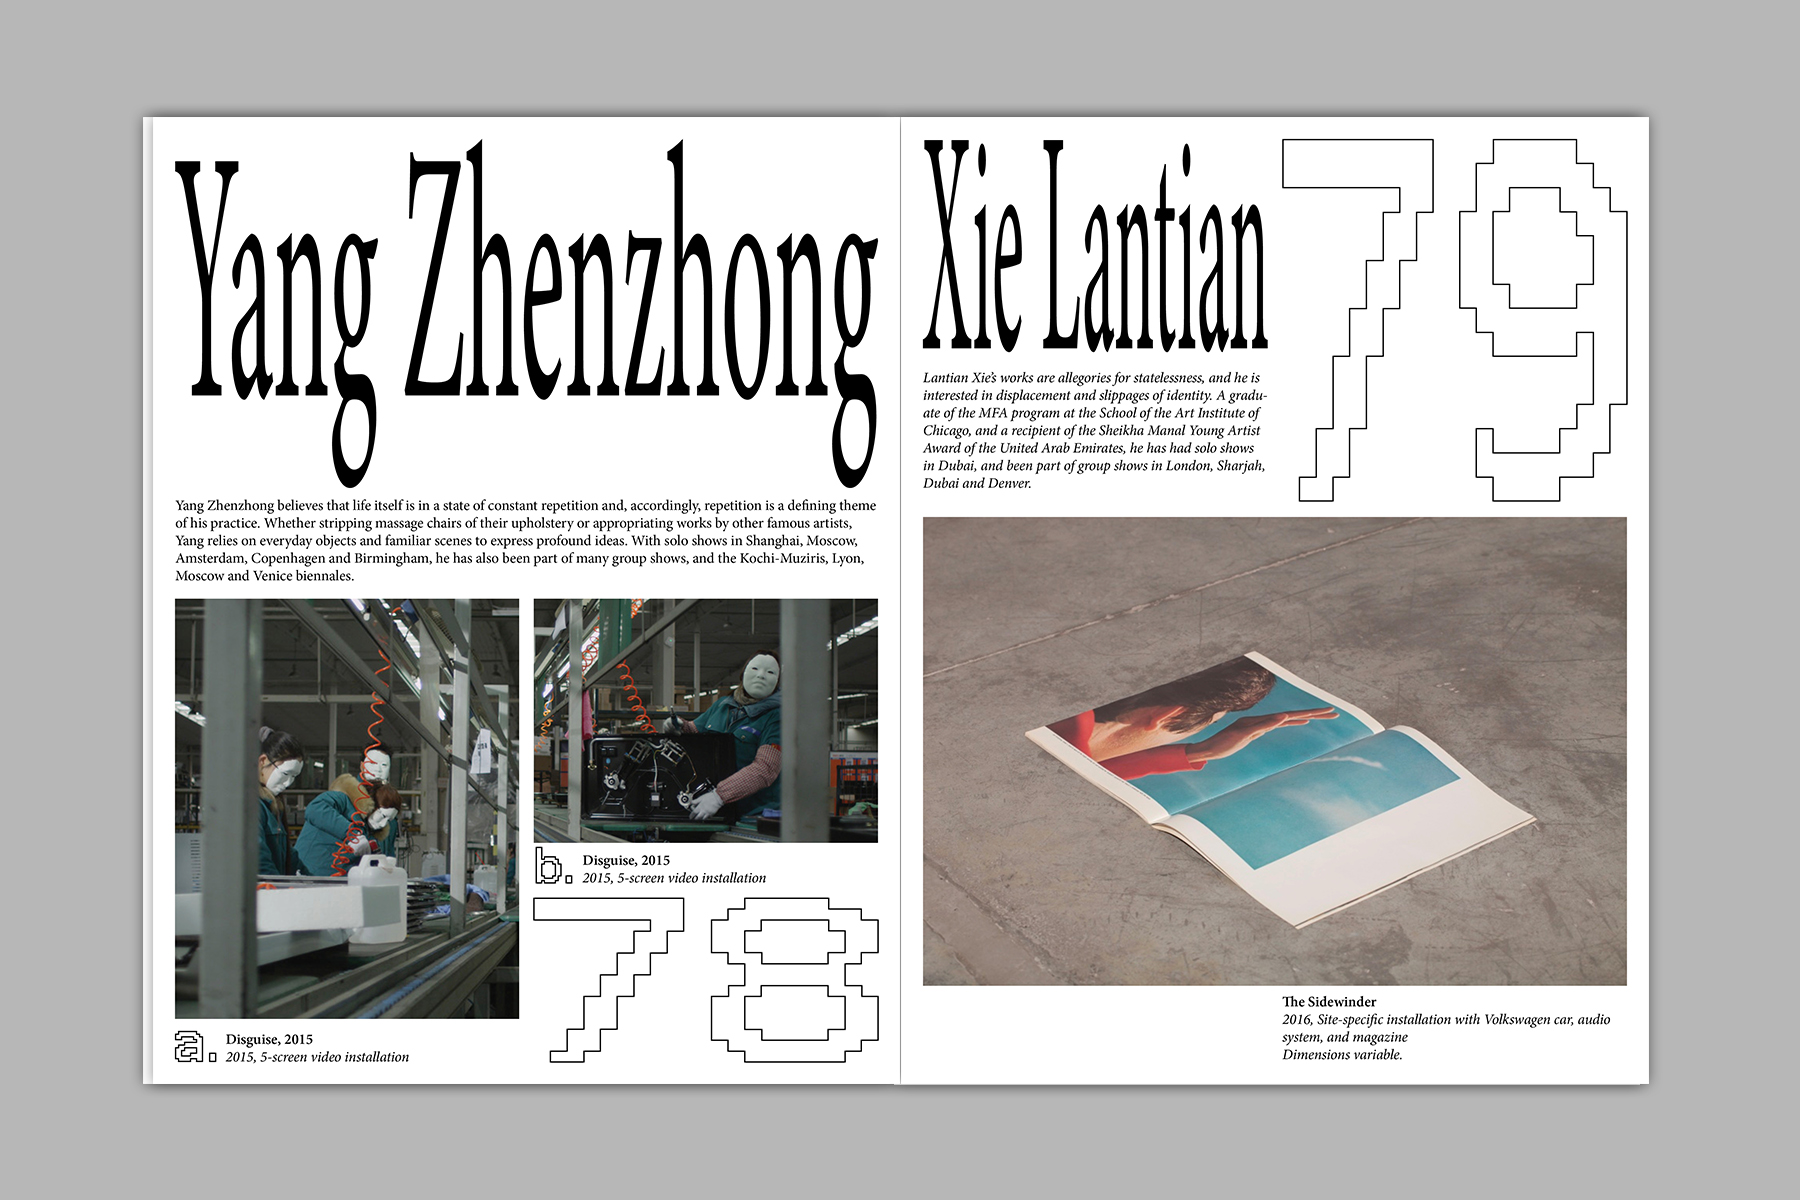 Yang Zhenzhong
Yang Zhenzhong believes that life itself is in a state of constant repetition and, accordingly, repetition is a defining theme
of his practice. Whether stripping massage chairs of their upholstery or appropriating works by other famous artists,
Yang relies on everyday objects and familiar scenes to express profound ideas. With solo shows in Shanghai, Moscow,
Amsterdam, Copenhagen and Birmingham, he has also been part of many group shows, and the Kochi-Muziris, Lyon,
Moscow and Venice biennales.
a.
Disguise, 2015
2015, 5-screen video installation
b.
Disguise, 2015
2015, 5-screen video installation
78
Xie Lantian
79
Lantian Xie's works are allegories for statelessness, and he is
interested in displacement and slippages of identity. A gradu-
ate of the MFA program at the School of the Art Institute of
Chicago, and a recipient of the Sheikha Manal Young Artist
Award of the United Arab Emirates, he has had solo shows
in Dubai, and been part of group shows in London, Sharjah,
Dubai and Denver.
The Sidewinder
2016, Site-specific installation with Volkswagen car, audio
system, and magazine
Dimensions variable.